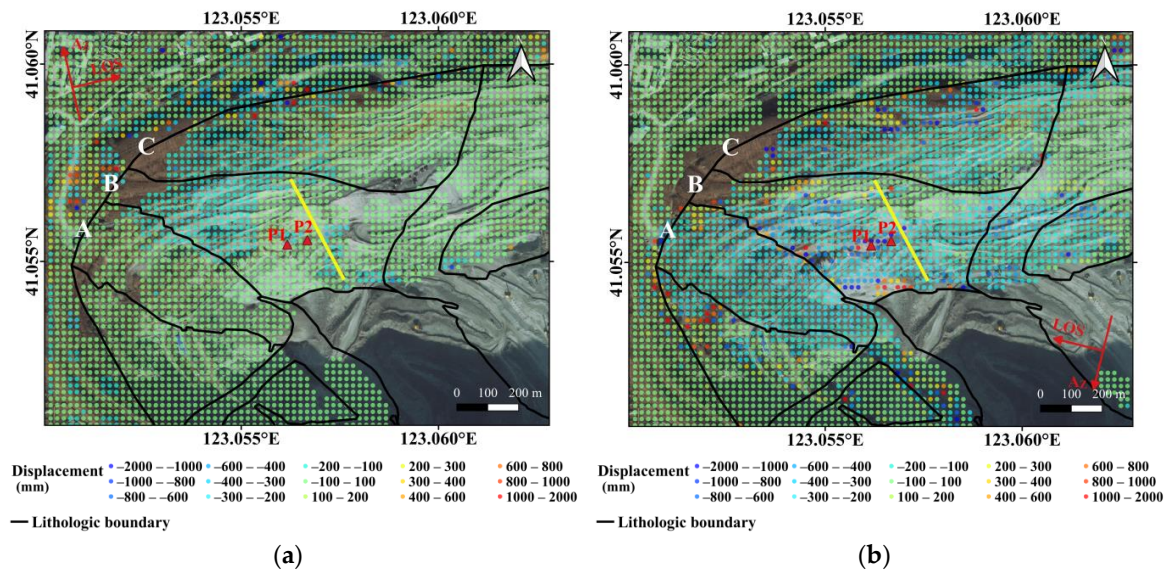 123.055°E 123.060°E 123.055°E 123.060°E
41.060°N 41.060°N
Az LOS
C C
B B
A A
P1 P2 P1 P2
41.055°N 41.055°N
LOS
Az
0 100 200 m 0 100 200 m
123.055°E 123.060°E 123.055°E 123.060°E
Displacement (mm)
−2000 – −1000 −600 – −400 −200 – −100 200 – 300 600 – 800
−1000 – −800 −400 – −300 −100 – 100 300 – 400 800 – 1000
−800 – −600 −300 – −200 100 – 200 400 – 600 1000 – 2000
Lithologic boundary
(a)
Displacement (mm)
−2000 – −1000 −600 – −400 −200 – −100 200 – 300 600 – 800
−1000 – −800 −400 – −300 −100 – 100 300 – 400 800 – 1000
−800 – −600 −300 – −200 100 – 200 400 – 600 1000 – 2000
Lithologic boundary
(b)